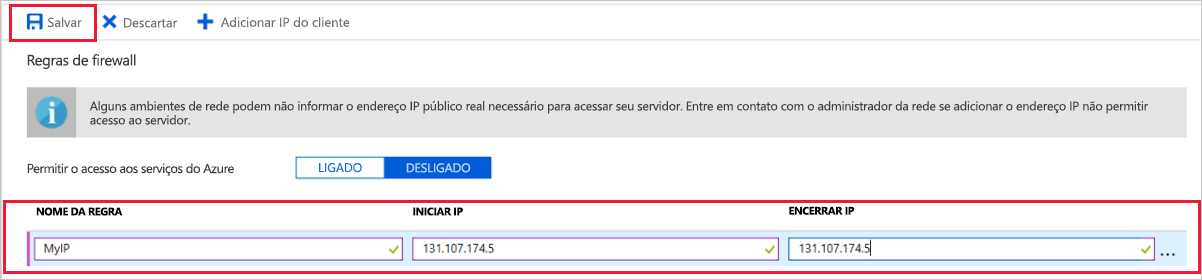 Salvar Descartar Adicionar IP do cliente
Regras de firewall
Alguns ambientes de rede podem não informar o endereço IP público real necessário para acessar seu servidor. Entre em contato com o administrador da rede se adicionar o endereço IP não permitir
acesso ao servidor.
Permitir o acesso aos serviços do Azure LIGADO DESLIGADO
NOME DA REGRA INICIAR IP ENCERRAR IP
MyIP 131.107.174.5 131.107.174.5 ...